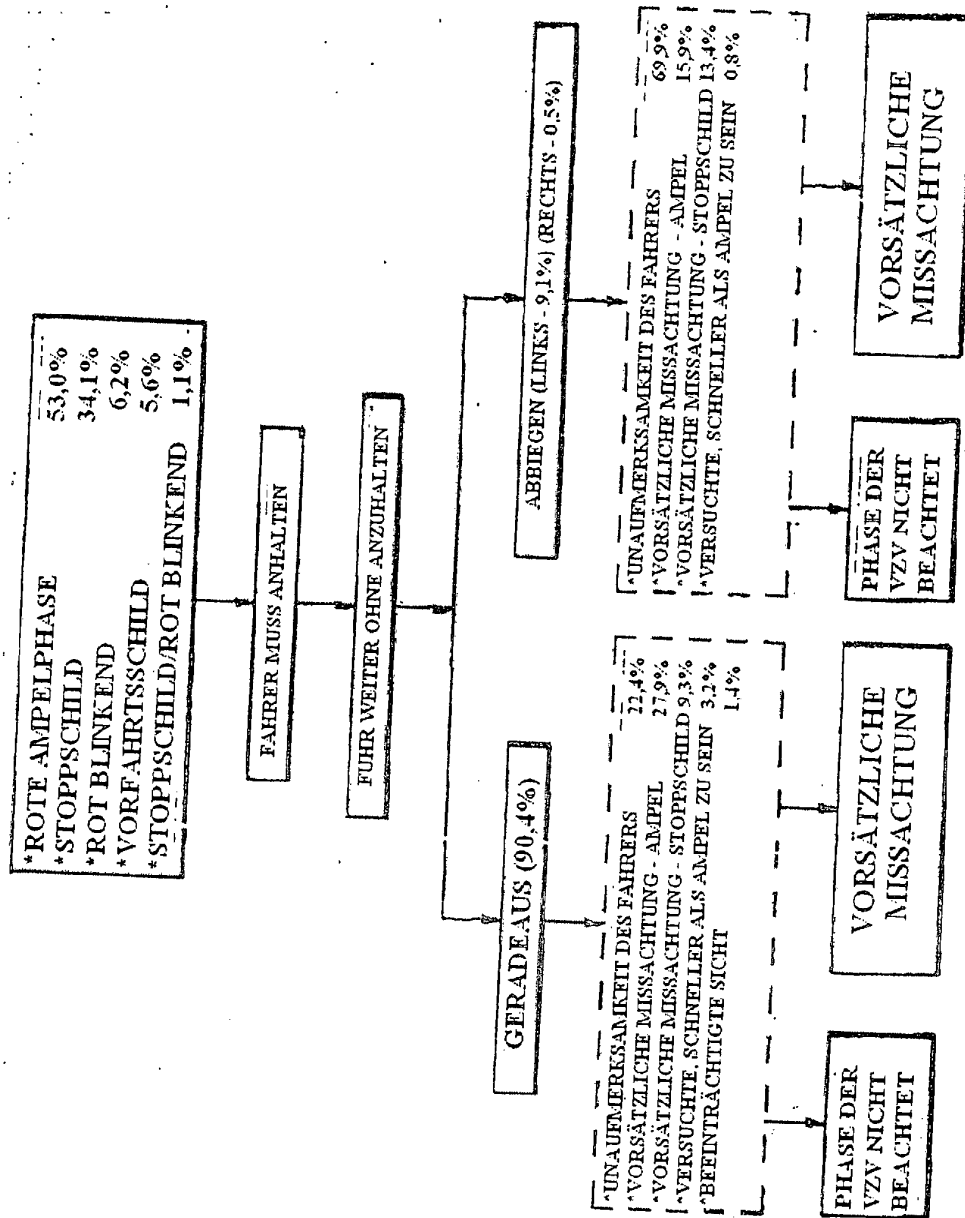 *ROTE AMPELPHASE 53,0%
*STOPPSCHILD 34,1%
*ROT BLINKEND 6,2%
*VORFAHRTSSCHILD 5,6%
*STOPPSCHILD/ROT BLINKEND 1,1%
FAHRER MUSS ANHALTEN
FUHR WEITER OHNE ANZUHALTEN
GERADEAUS (90,4%)
^UNAUFMERKSAMKEIT DES FAHRERS 22,4%
^VORSÄTZLICHE MISSACHTUNG - AMPEL 27,9%
^VORSÄTZLICHE MISSACHTUNG - STOPPSCHILD 9,3%
^VERSUCHTE, SCHNELLER ALS AMPEL ZU SEIN 3,2%
^BEEINTRÄCHTIGTE SICHT 1,4%
PHASE DER
VZV NICHT
BEACHTET
VORSÄTZLICHE
MISSACHTUNG
ABBIEGEN (LINKS - 9,1%) (RECHTS - 0,5%)
^UNAUFMERKSAMKEIT DES FAHRERS 69,9%
^VORSÄTZLICHE MISSACHTUNG - AMPEL 15,9%
^VORSÄTZLICHE MISSACHTUNG - STOPPSCHILD 13,4%
^VERSUCHTE, SCHNELLER ALS AMPEL ZU SEIN 0,8%
PHASE DER
VZV NICHT
BEACHTET
VORSÄTZLICHE
MISSACHTUNG